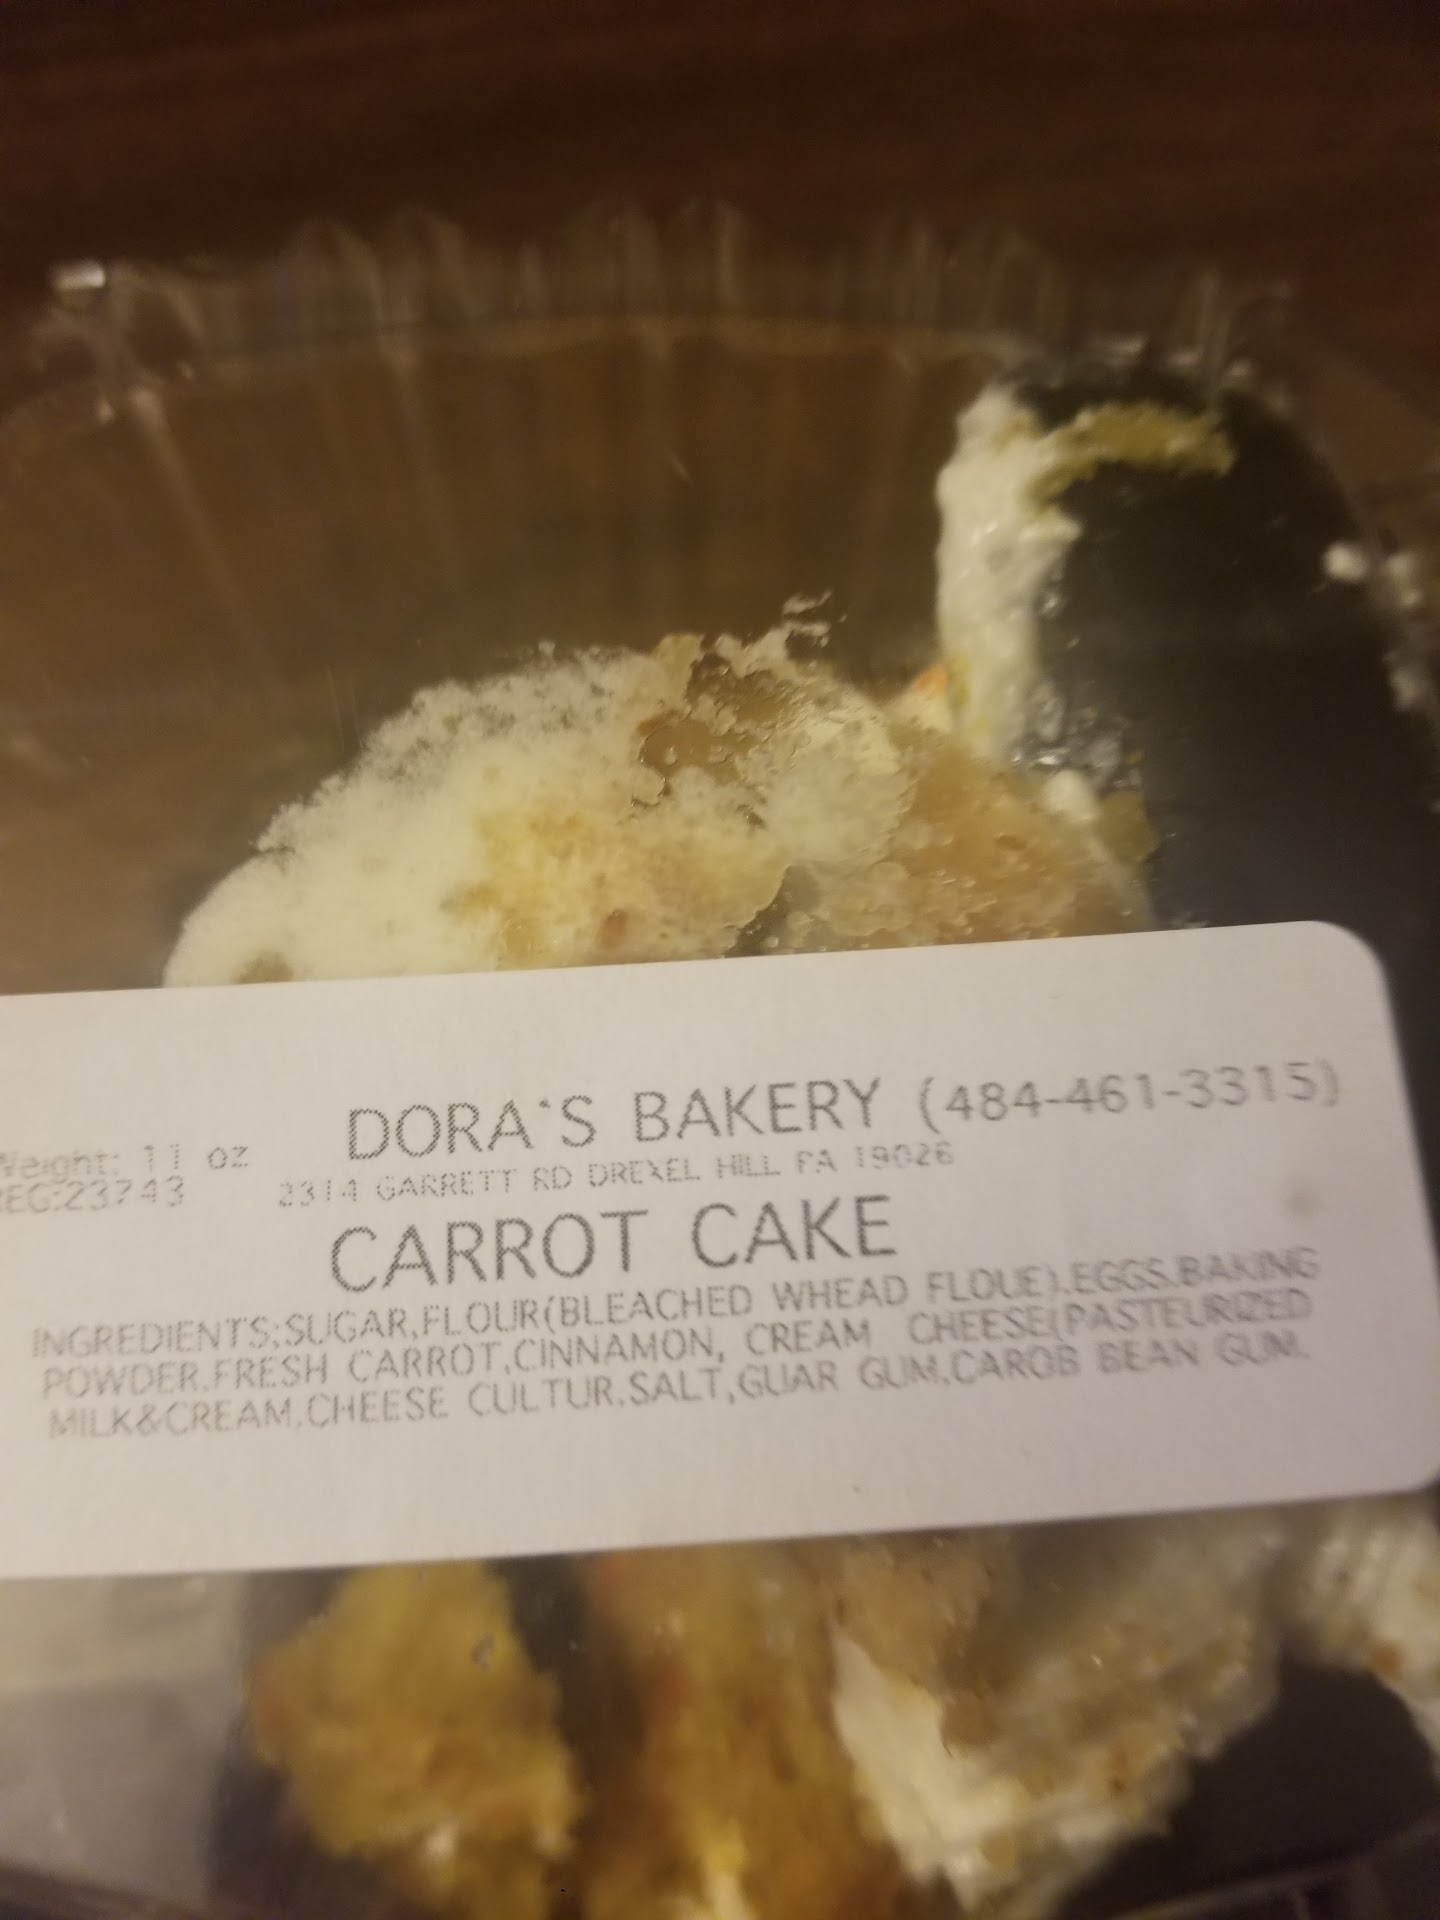 DORA'S BAKERY (484-461-3315)
Weight: 11 oz
REG:23743 2314 GARRETT RD DREXEL HILL PA 19026
CARROT CAKE
INGREDIENTS;SUGAR,FLOUR(BLEACHED WHEAD FLOUE),EGGS,BAKING
POWDER,FRESH CARROT,CINNAMON, CREAM CHEESE(PASTEURIZED
MILK&CREAM,CHEESE CULTUR,SALT,GUAR GUM,CAROB BEAN GUM,